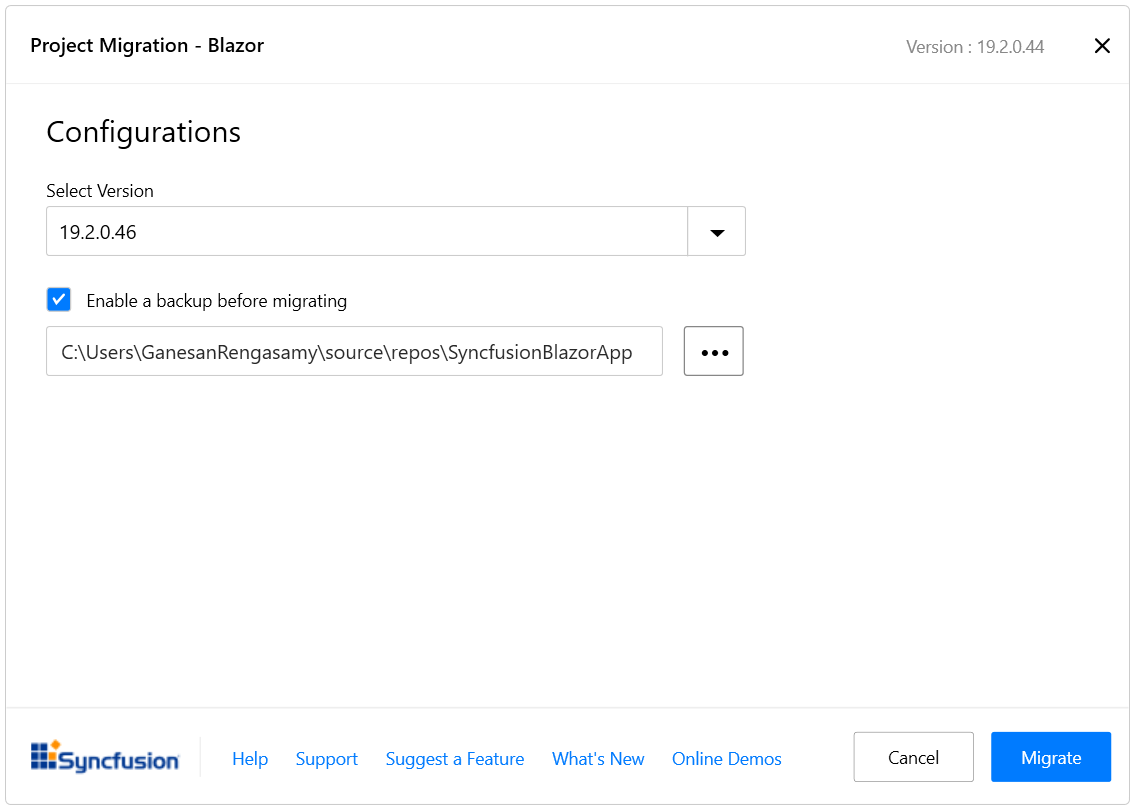 Project Migration - Blazor
Version : 19.2.0.44
Configurations
Select Version
19.2.0.46
Enable a backup before migrating
C:\Users\GanesanRengasamy\source\repos\SyncfusionBlazorApp
Syncfusion Help Support Suggest a Feature What's New Online Demos Cancel Migrate